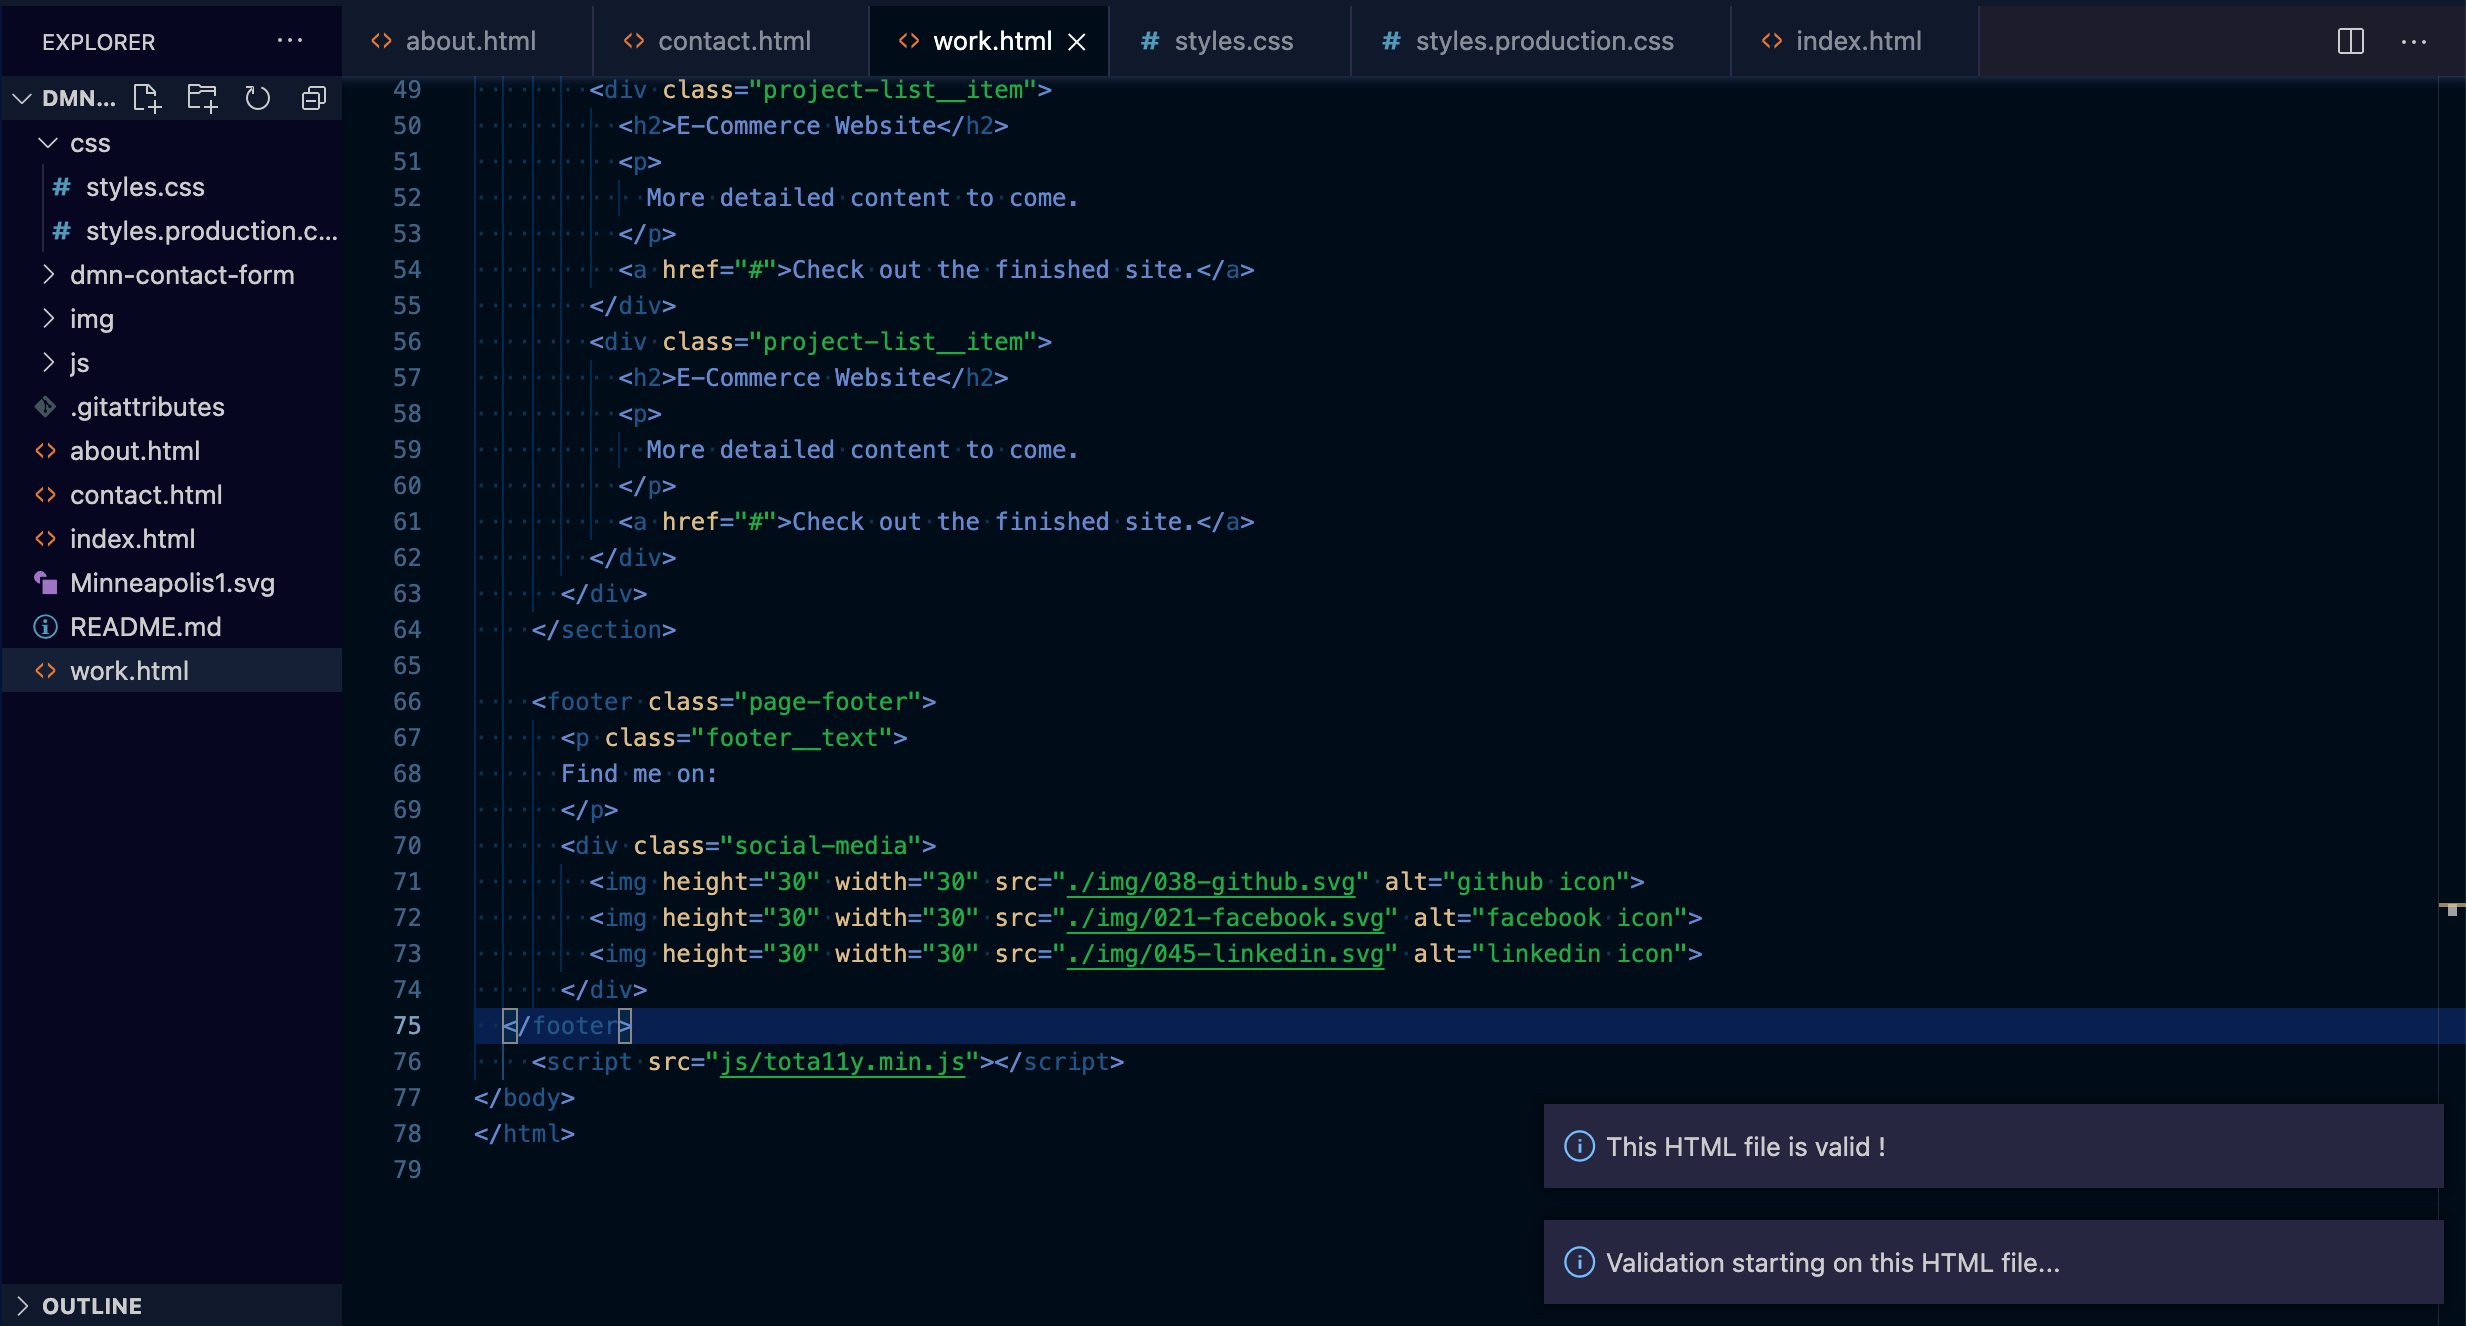 EXPLORER
DMN...
css
styles.css
styles.production.c...
dmn-contact-form
img
js
.gitattributes
about.html
contact.html
index.html
Minneapolis1.svg
README.md
work.html
OUTLINE
about.html
contact.html
work.html
styles.css
styles.production.css
index.html
49 <div class="project-list__item">
50 <h2>E-Commerce Website</h2>
51 <p>
52 More detailed content to come.
53 </p>
54 <a href="#">Check out the finished site.</a>
55 </div>
56 <div class="project-list__item">
57 <h2>E-Commerce Website</h2>
58 <p>
59 More detailed content to come.
60 </p>
61 <a href="#">Check out the finished site.</a>
62 </div>
63 </div>
64 </section>
65
66 <footer class="page-footer">
67 <p class="footer__text">
68 Find me on:
69 </p>
70 <div class="social-media">
71 <img height="30" width="30" src="./img/038-github.svg" alt="github icon">
72 <img height="30" width="30" src="./img/021-facebook.svg" alt="facebook icon">
73 <img height="30" width="30" src="./img/045-linkedin.svg" alt="linkedin icon">
74 </div>
75 </footer>
76 <script src="js/tota11y.min.js"></script>
77 </body>
78 </html>
79
This HTML file is valid !
Validation starting on this HTML file...